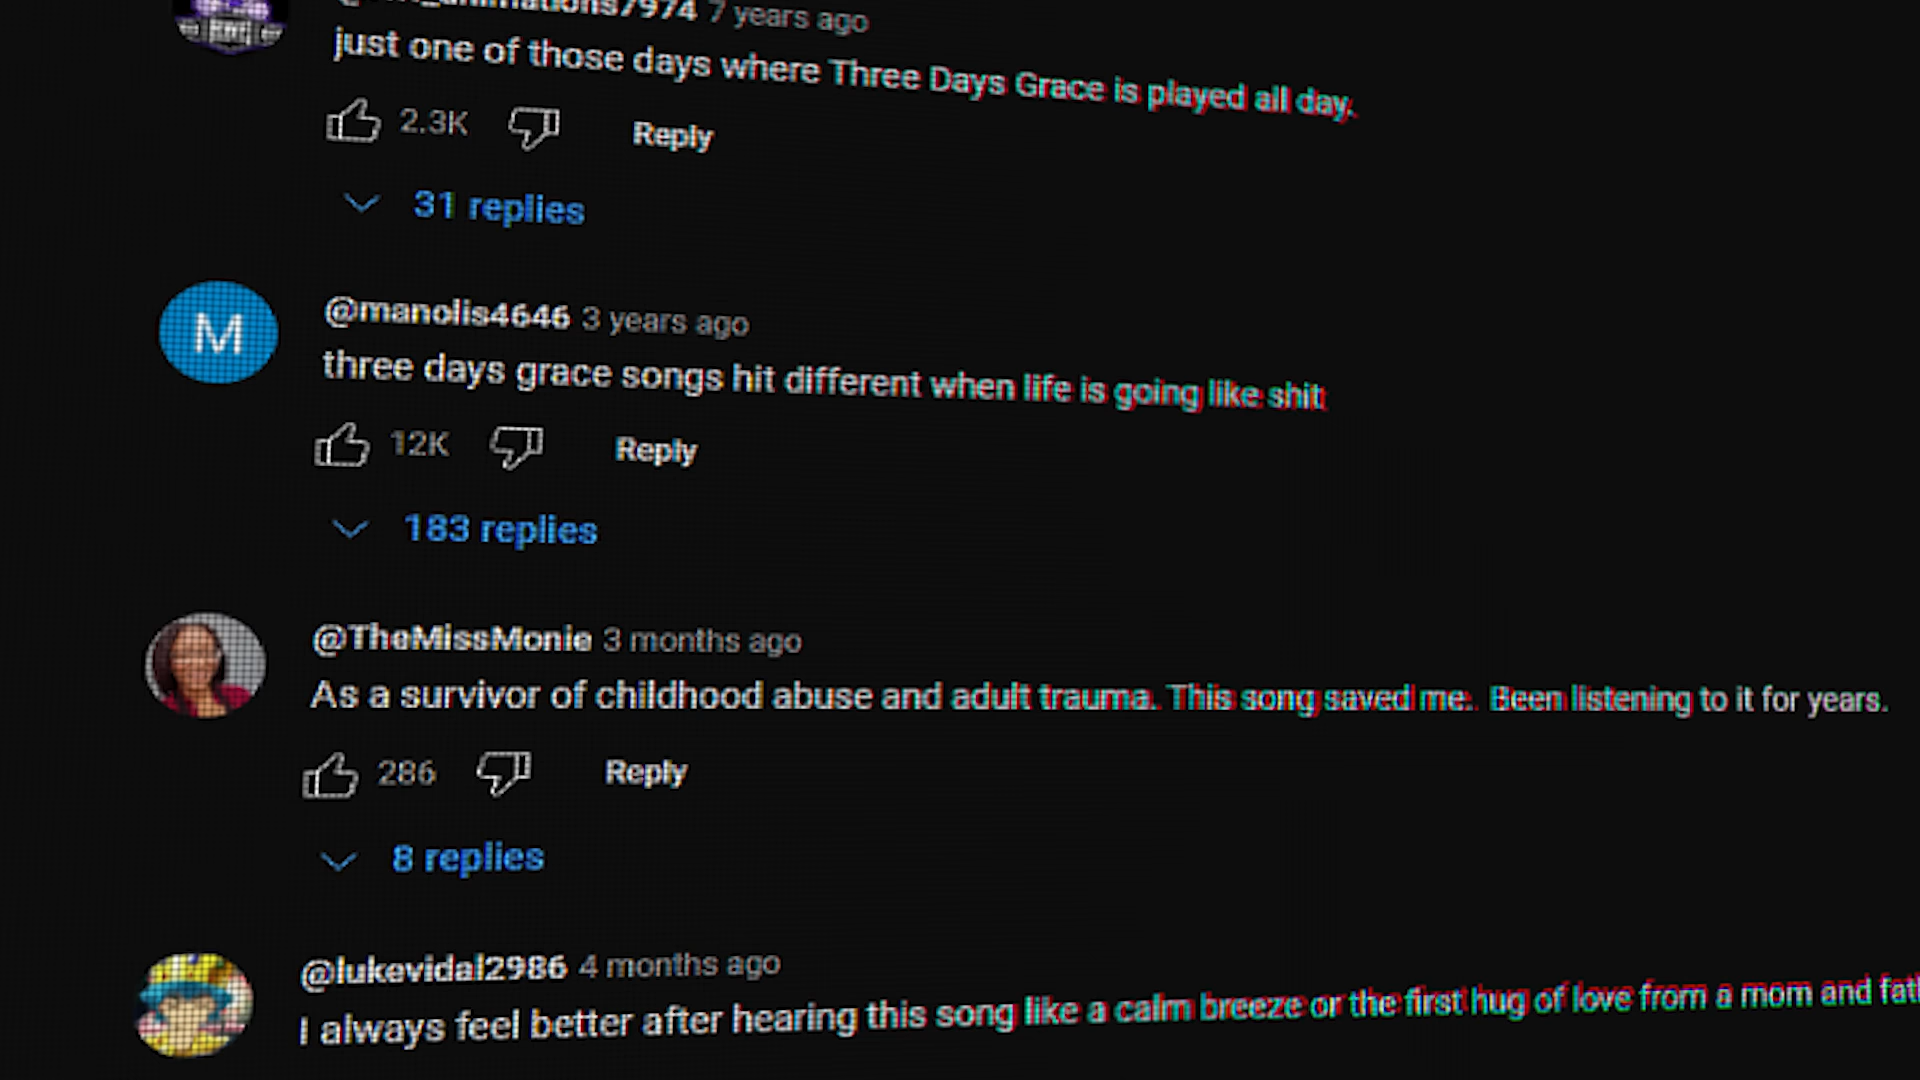 7 years ago
just one of those days where Three Days Grace is played all day.
2.3K Reply
31 replies
M
@manolis4646 3 years ago
three days grace songs hit different when life is going like shit
12K Reply
183 replies
@TheMissMonie 3 months ago
As a survivor of childhood abuse and adult trauma. This song saved me. Been listening to it for years.
286 Reply
8 replies
@lukevidal2986 4 months ago
I always feel better after hearing this song like a calm breeze or the first hug of love from a mom and